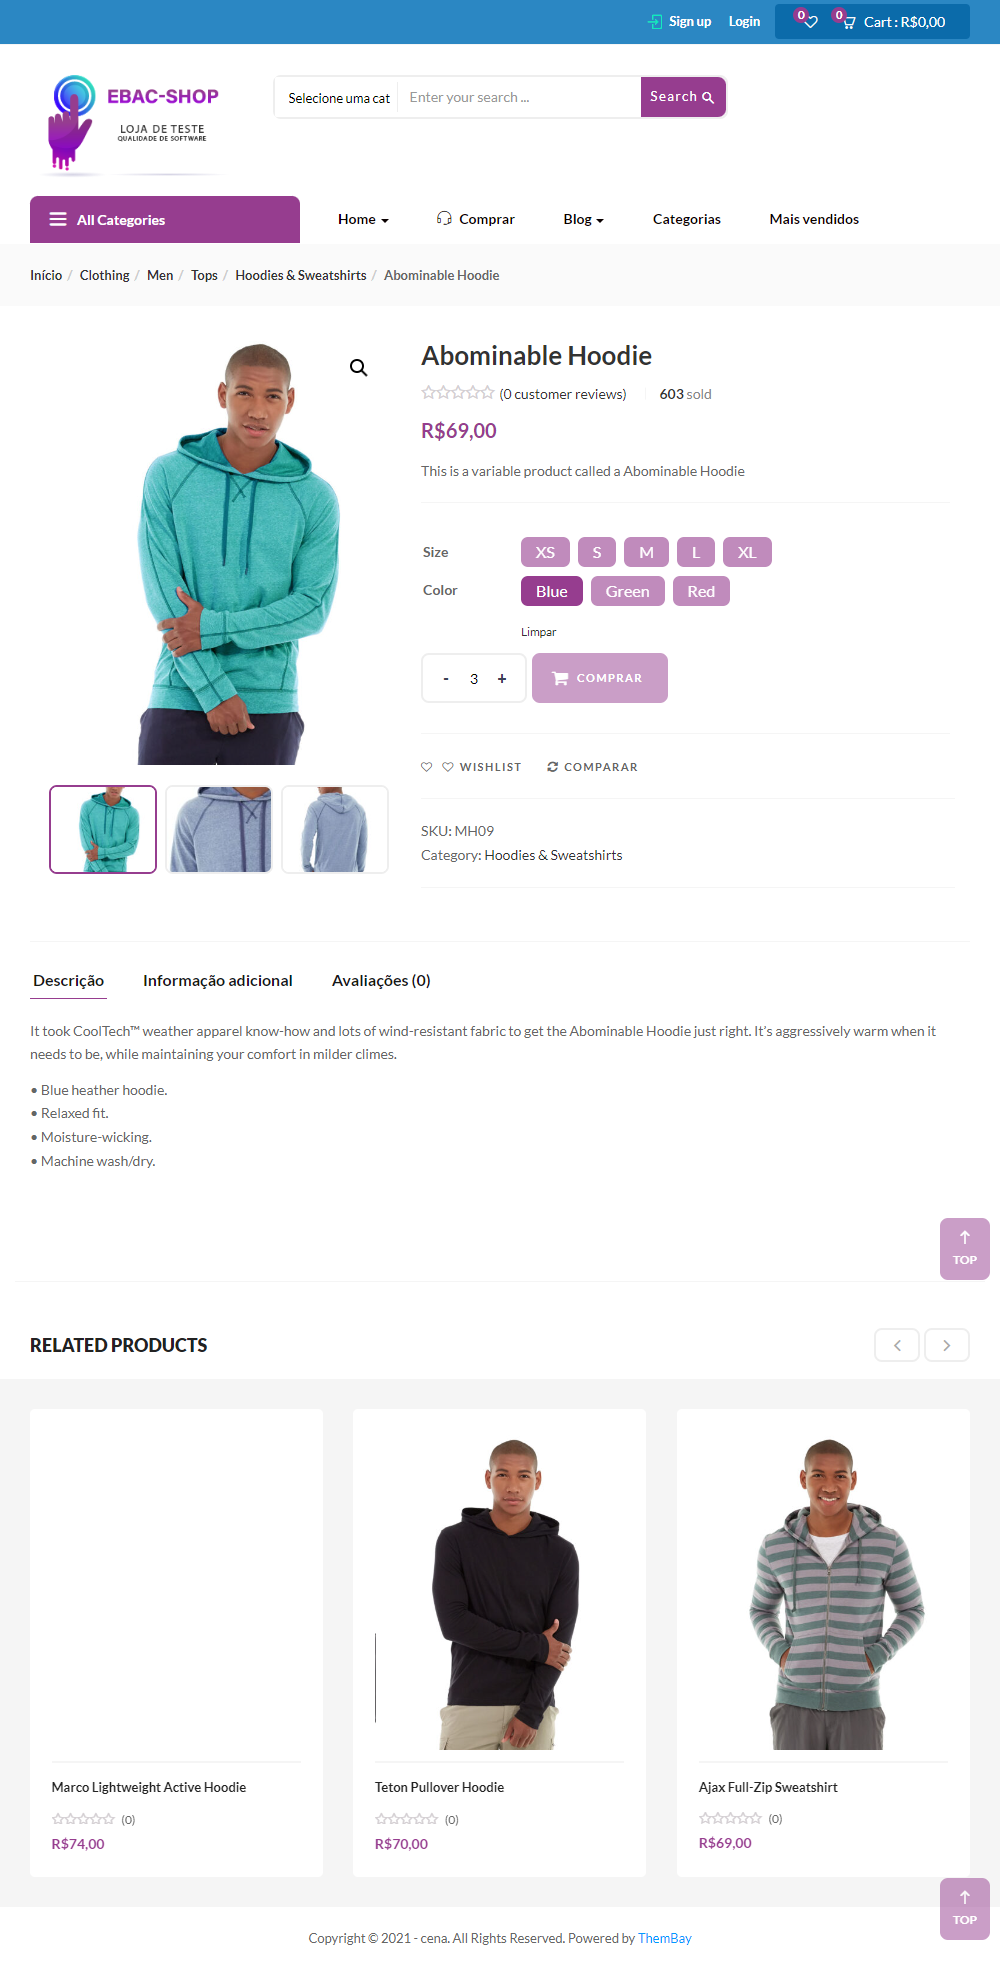 Sign up Login 0 0 Cart : R$0,00
EBAC-SHOP
LOJA DE TESTE
QUALIDADE DE SOFTWARE
Selecione uma cat Enter your search ... Search
All Categories Home Comprar Blog Categorias Mais vendidos
Início / Clothing / Men / Tops / Hoodies & Sweatshirts / Abominable Hoodie
Abominable Hoodie
(0 customer reviews) 603 sold
R$69,00
This is a variable product called a Abominable Hoodie
Size XS S M L XL
Color Blue Green Red
Limpar
- 3 + COMPRAR
WISHLIST COMPARAR
SKU: MH09
Category: Hoodies & Sweatshirts
Descrição Informação adicional Avaliações (0)
It took CoolTech™ weather apparel know-how and lots of wind-resistant fabric to get the Abominable Hoodie just right. It’s aggressively warm when it
needs to be, while maintaining your comfort in milder climes.
• Blue heather hoodie.
• Relaxed fit.
• Moisture-wicking.
• Machine wash/dry.
TOP
RELATED PRODUCTS
Marco Lightweight Active Hoodie
(0)
R$74,00
Teton Pullover Hoodie
(0)
R$70,00
Ajax Full-Zip Sweatshirt
(0)
R$69,00
TOP
Copyright © 2021 - cena. All Rights Reserved. Powered by ThemBay